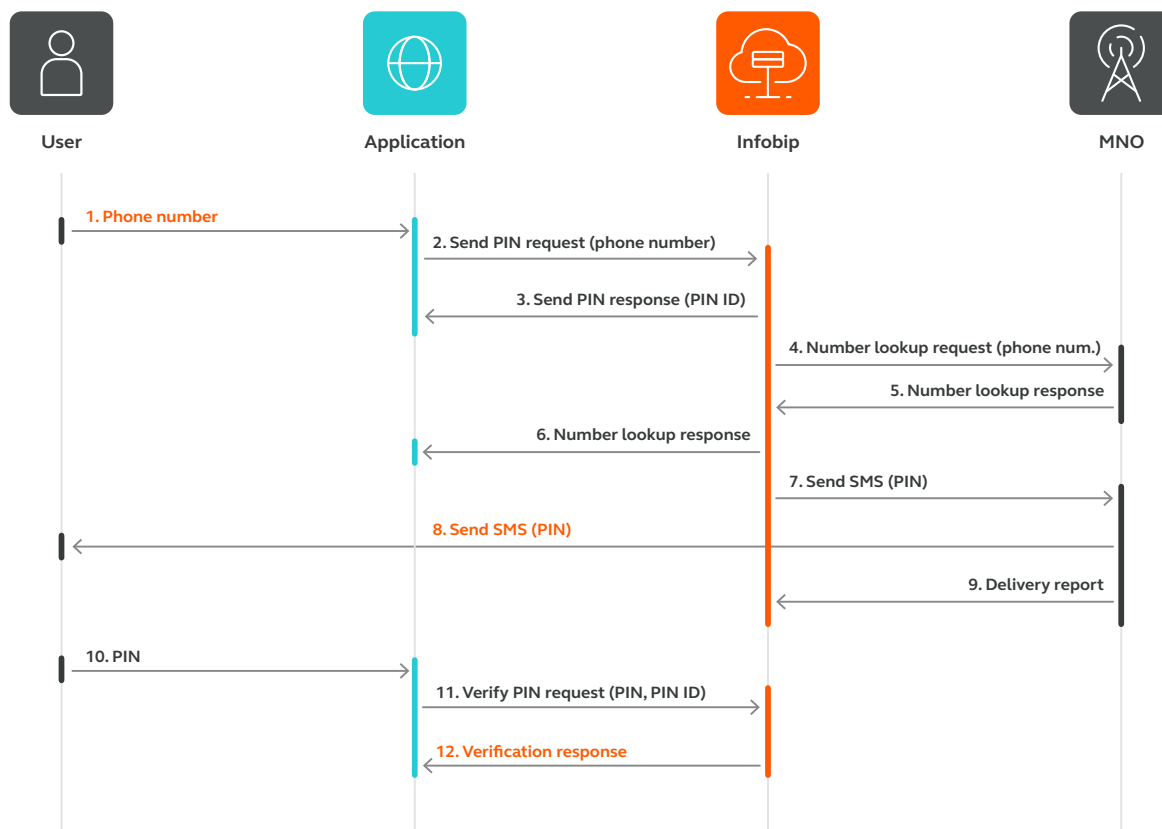 User
Application
Infobip
MNO
1. Phone number
2. Send PIN request (phone number)
3. Send PIN response (PIN ID)
4. Number lookup request (phone num.)
5. Number lookup response
6. Number lookup response
7. Send SMS (PIN)
8. Send SMS (PIN)
9. Delivery report
10. PIN
11. Verify PIN request (PIN, PIN ID)
12. Verification response